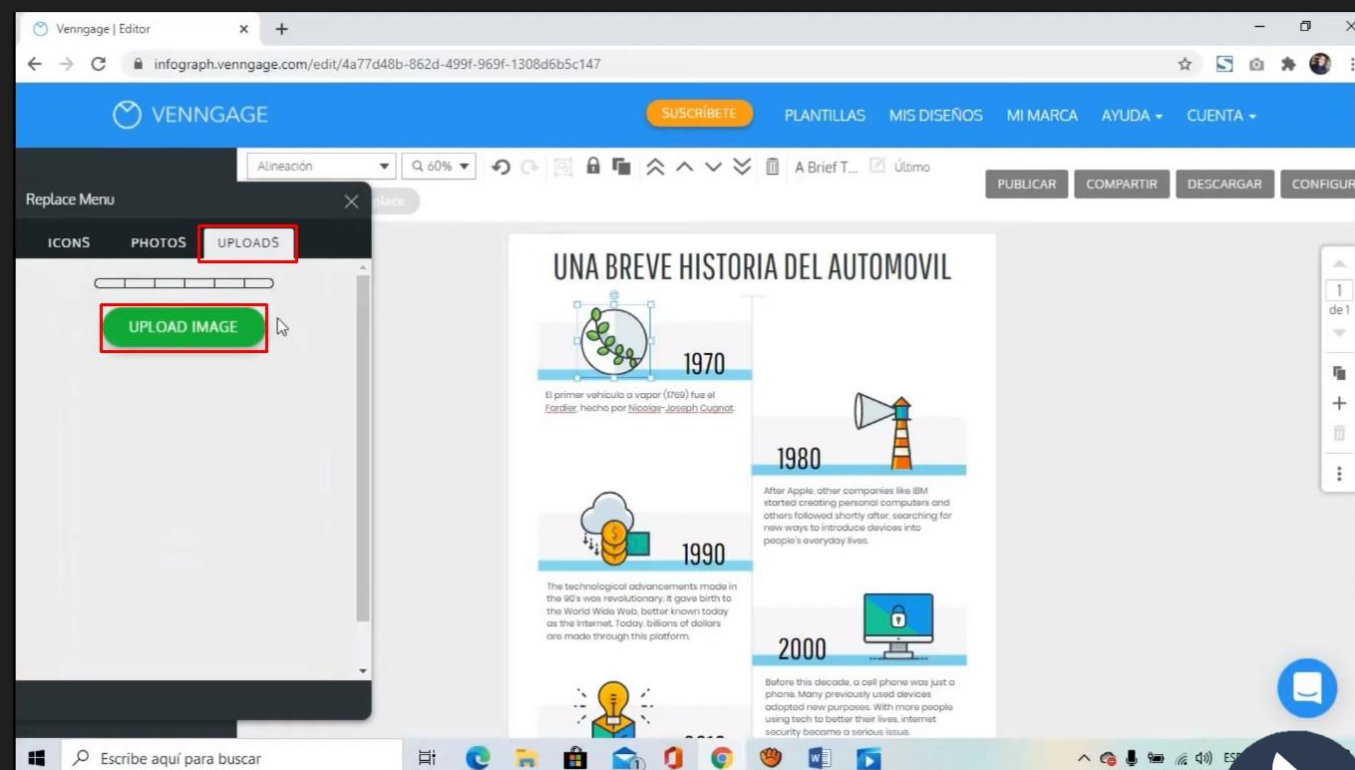 Venngage | Editor
infograph.venngage.com/edit/4a77d48b-862d-499f-969f-1308d6b5c147
VENNGAGE
SUSCRÍBETE
PLANTILLAS
MIS DISEÑOS
MI MARCA
AYUDA
CUENTA
Alineación
60%
A Brief T...
Último
PUBLICAR
COMPARTIR
DESCARGAR
CONFIGUR
Replace Menu
ICONS
PHOTOS
UPLOADS
UPLOAD IMAGE
UNA BREVE HISTORIA DEL AUTOMOVIL
1970
El primer vehículo a vapor (1769) fue el
Fardier, hecho por Nicolas-Joseph Cugnot.
1980
After Apple, other companies like IBM
started creating personal computers and
others followed shortly after, searching for
new ways to introduce devices into
people's everyday lives.
1990
The technological advancements made in
the 90's was revolutionary. It gave birth to
the World Wide Web, better known today
as the Internet. Today, billions of dollars
are made through this platform.
2000
Before this decade, a cell phone was just a
phone. Many previously used devices
adopted new purposes. With more people
using tech to better their lives, internet
security became a serious issue.
1
de 1
Escribe aquí para buscar